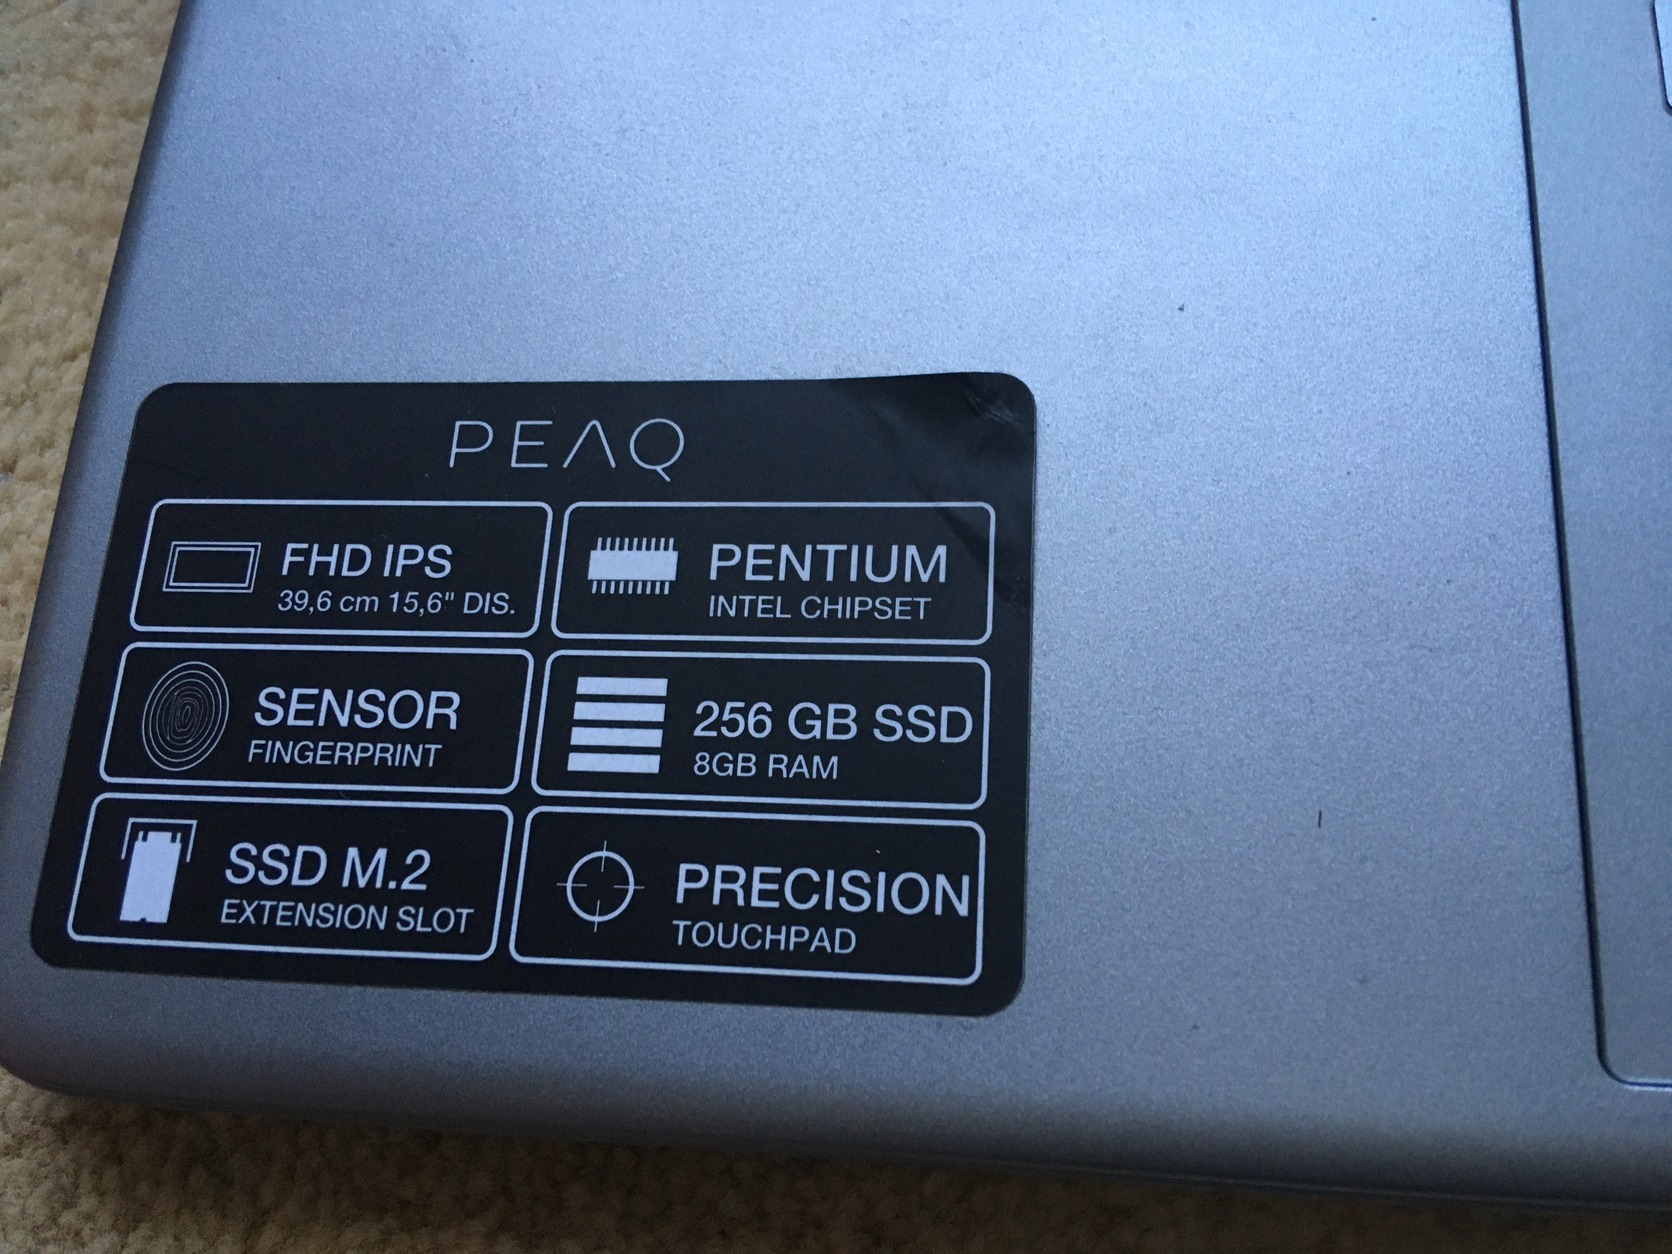 PEAQ
FHD IPS
39,6 cm 15,6" DIS.
PENTIUM
INTEL CHIPSET
SENSOR
FINGERPRINT
256 GB SSD
8GB RAM
SSD M.2
EXTENSION SLOT
PRECISION
TOUCHPAD